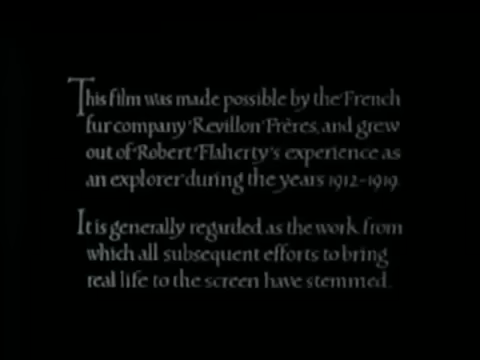 This film was made possible by the French
fur company Revillon Frères, and grew
out of Robert Flaherty's experience as
an explorer during the years 1912-1919.
It is generally regarded as the work from
which all subsequent efforts to bring
real life to the screen have stemmed.